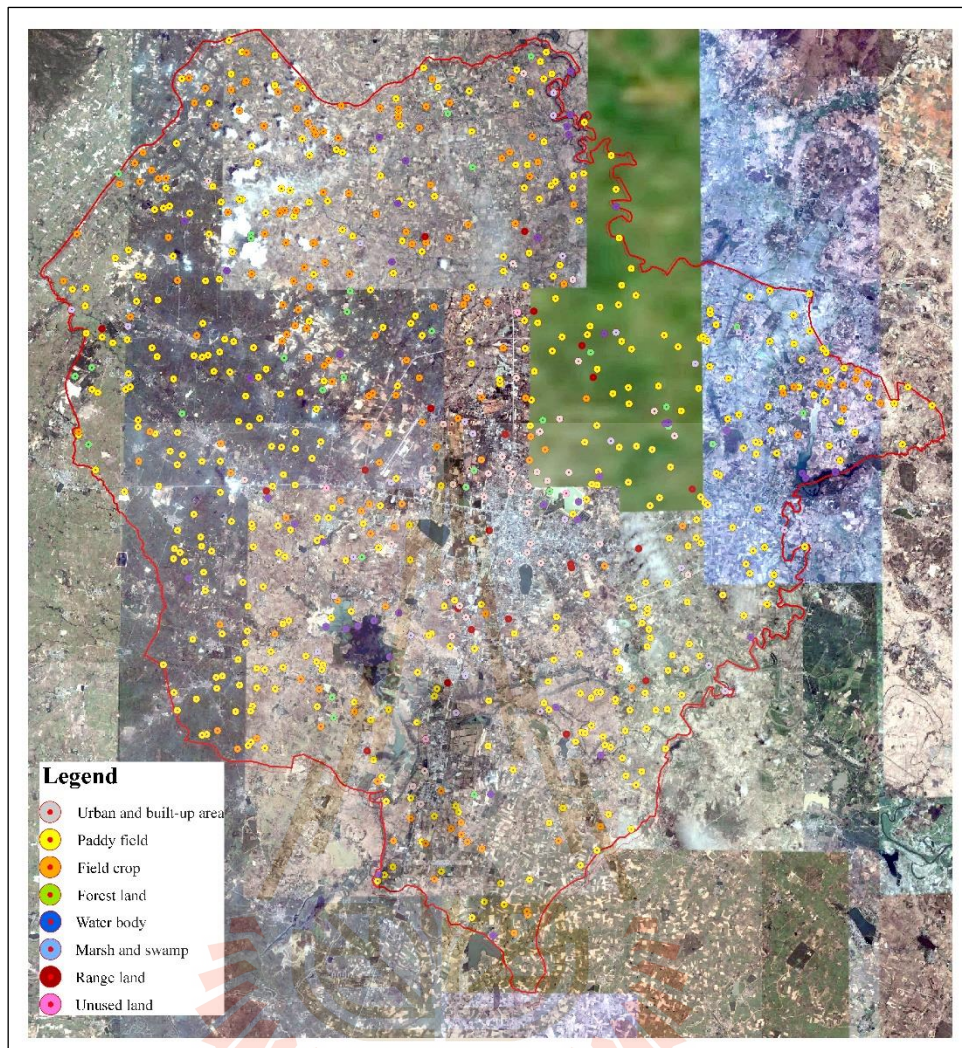 Legend
Urban and built-up area
Paddy field
Field crop
Forest land
Water body
Marsh and swamp
Range land
Unused land